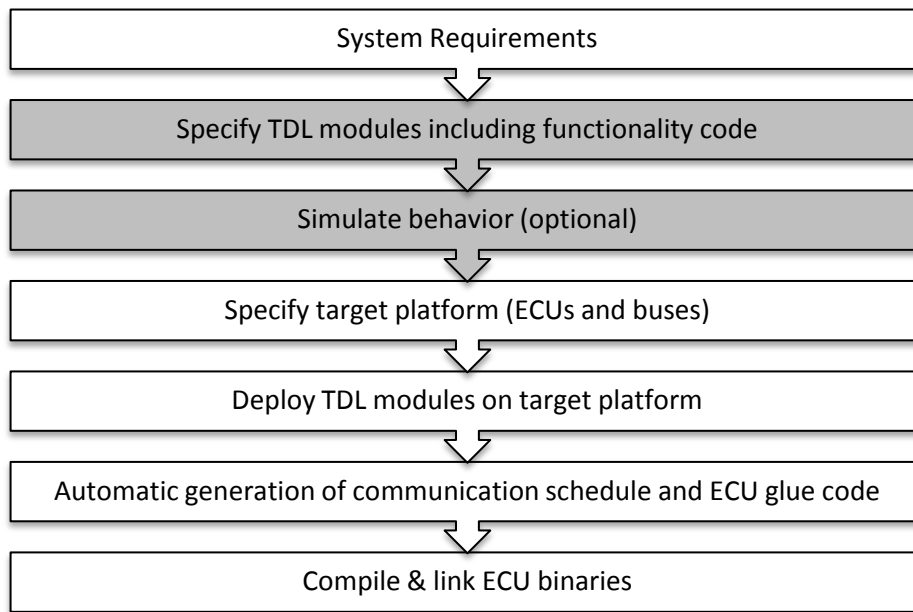 System Requirements
Specify TDL modules including functionality code
Simulate behavior (optional)
Specify target platform (ECUs and buses)
Deploy TDL modules on target platform
Automatic generation of communication schedule and ECU glue code
Compile & link ECU binaries